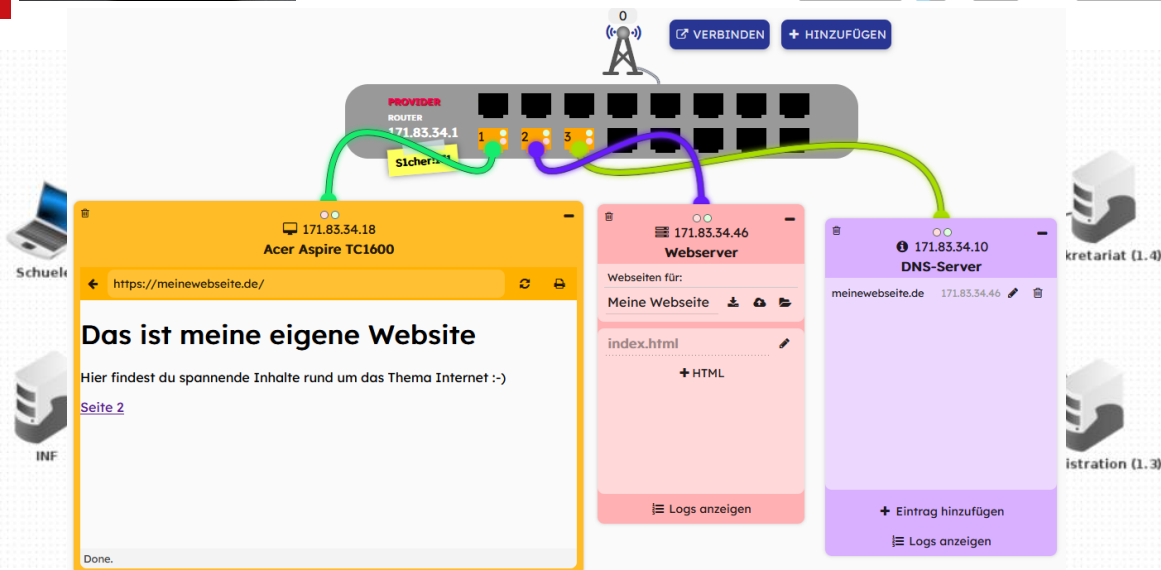 0
VERBINDEN
HINZUFÜGEN
PROVIDER
ROUTER
171.83.34.1
1 2 3
171.83.34.18
Acer Aspire TC1600
https://meinewebseite.de/
Das ist meine eigene Website
Hier findest du spannende Inhalte rund um das Thema Internet :-)
Seite 2
Done.
171.83.34.46
Webserver
Webseiten für:
Meine Webseite
index.html
+ HTML
Logs anzeigen
171.83.34.10
DNS-Server
meinewebseite.de 171.83.34.46
+ Eintrag hinzufügen
Logs anzeigen
Schuele
INF
kretariat (1.4)
istration (1.3)